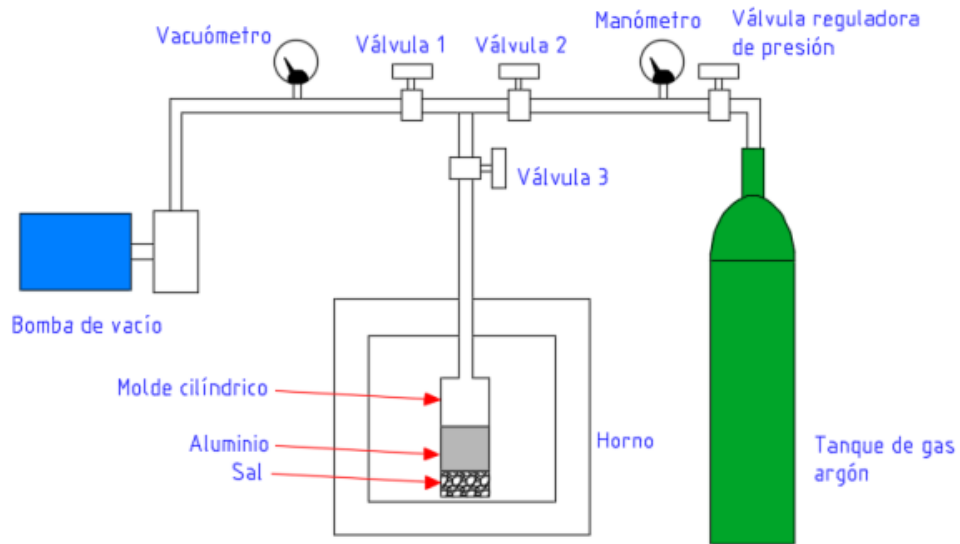 Vacuómetro
Válvula 1
Válvula 2
Manómetro
Válvula reguladora
de presión
Válvula 3
Bomba de vacío
Molde cilíndrico
Aluminio
Sal
Horno
Tanque de gas
argón